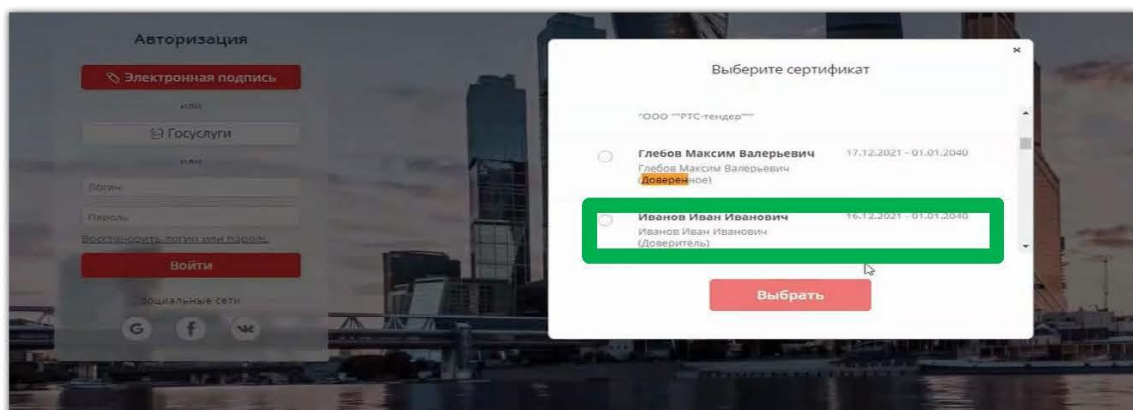 Авторизация
Электронная подпись
или
Госуслуги
или
Логин
Пароль
Восстановить логин или пароль
Войти
Социальные сети
Выберите сертификат
"ООО ""РТС-тендер"""
Глебов Максим Валерьевич 17.12.2021 - 01.01.2040
Глебов Максим Валерьевич
(Доверенное)
Иванов Иван Иванович 16.12.2021 - 01.01.2040
Иванов Иван Иванович
(Доверитель)
Выбрать